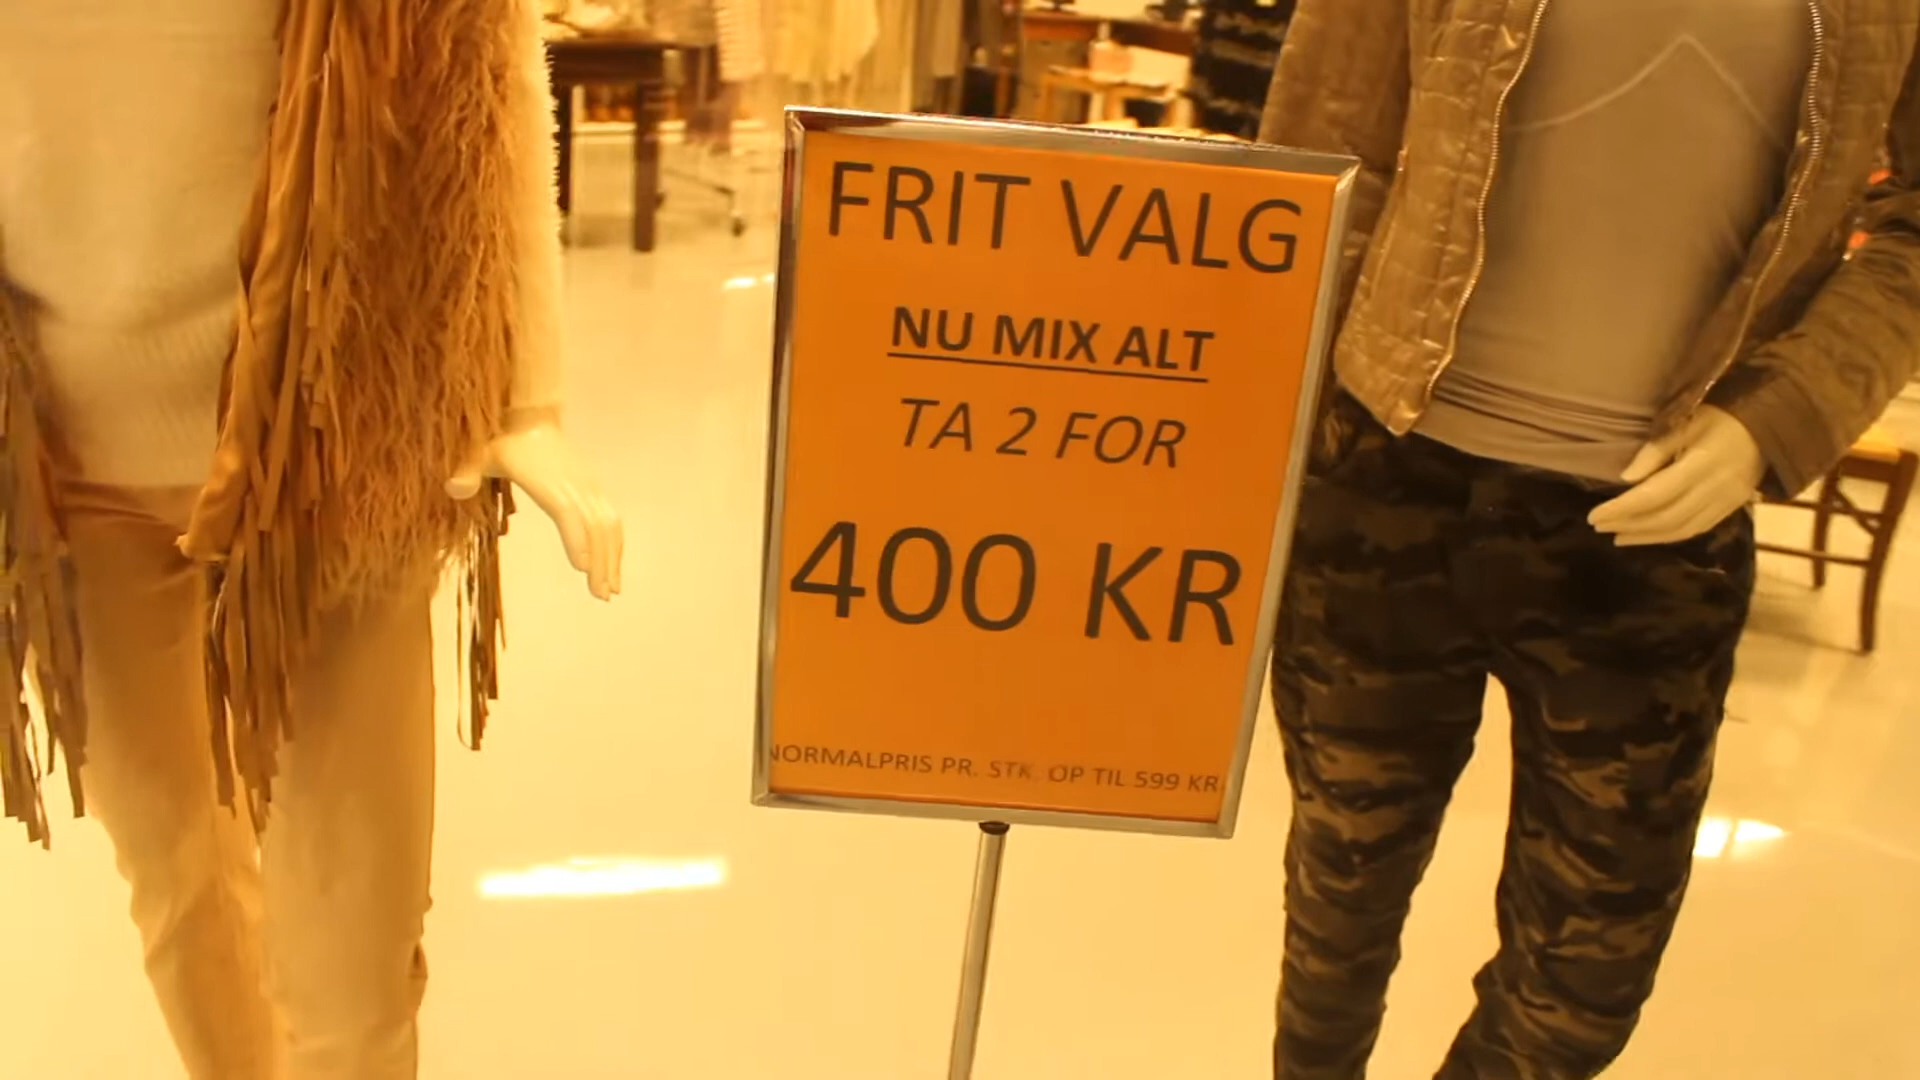 FRIT VALG
NU MIX ALT
TA 2 FOR
400 KR
NORMALPRIS PR. STK. OP TIL 599 KR